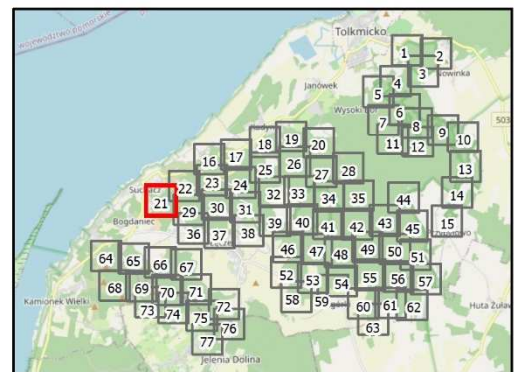 województwo pomors
Tolkmicko
1 2
3 Nowinka
4
Janówek 5
Wysoki Bór 6
503
7 8 9 10
11 12
18 19 20
16 17
25 26 27 28
13
22 23 24
14
Suchacz 21
32 33 34 35 44
29 30 31
Bogdaniec
15
39 40 41 42 43 45
36 37 38
46 47 48 49 50 51
64 65 66 67
52 53 54 55 56 57
Kamionek Wielki 68 69 70 71
58 59 60 61 62
Huta Żuław
72
73 74 75 76
63
77
Jelenia Dolina